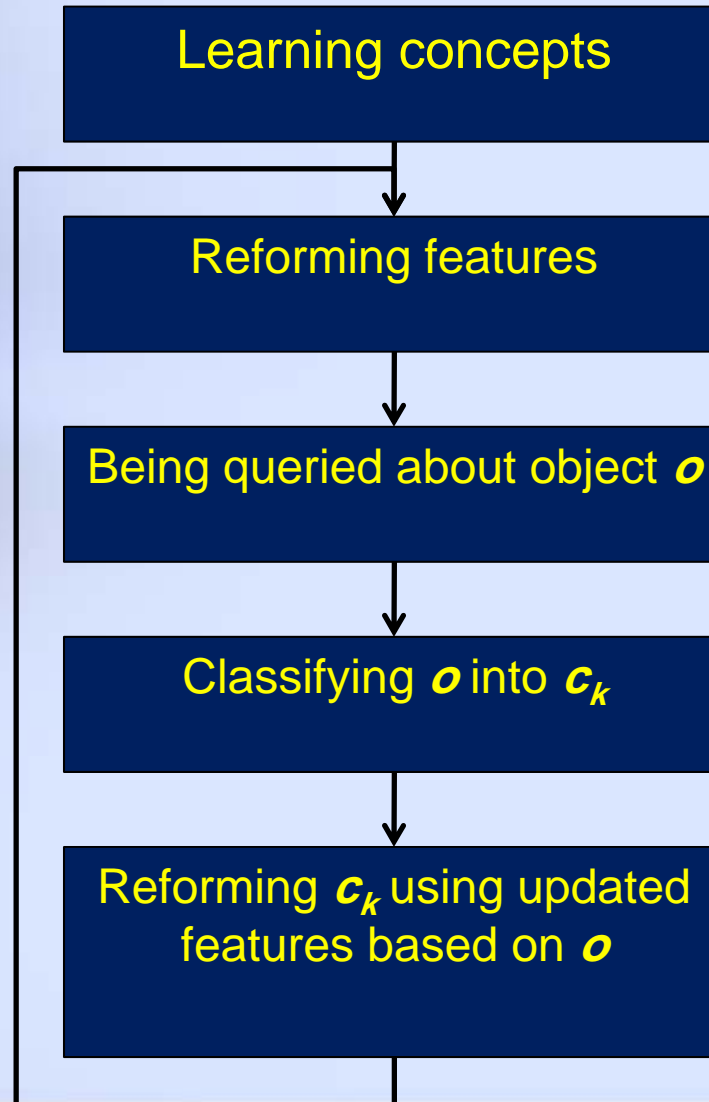 Learning concepts
Reforming features
Being queried about object o
Classifying o into cₖ
Reforming cₖ using updated
features based on o